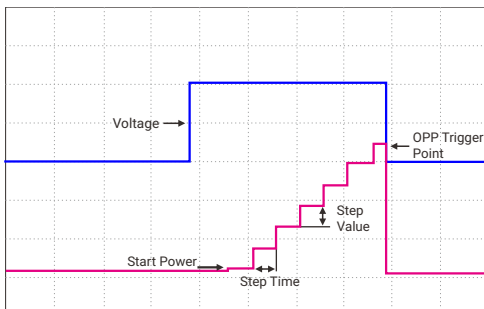 Voltage
OPP Trigger
Point
Step
Value
Start Power
Step Time